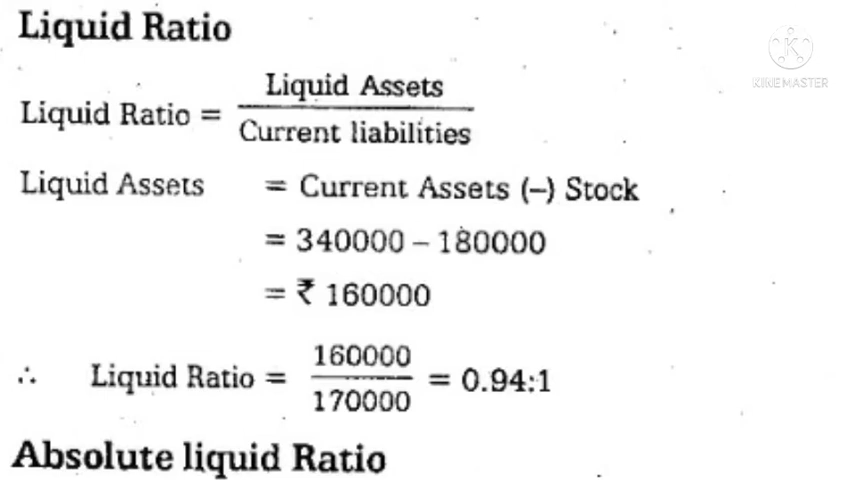 Liquid Ratio
K
KINEMASTER
Liquid Ratio = Liquid Assets / Current liabilities
Liquid Assets = Current Assets (–) Stock
= 340000 – 180000
= ₹ 160000
∴ Liquid Ratio = 160000 / 170000 = 0.94:1
Absolute liquid Ratio